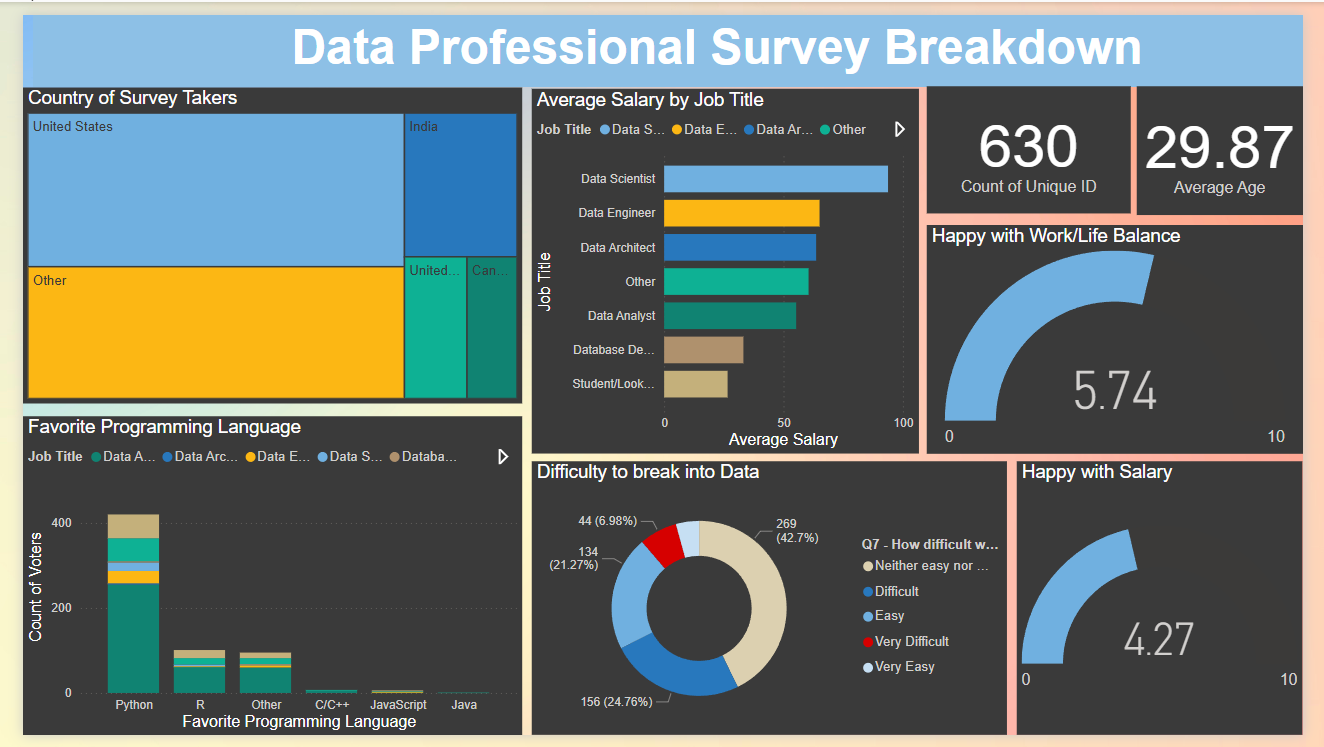 Data Professional Survey Breakdown
Country of Survey Takers
United States
India
Other
United...
Can...
Average Salary by Job Title
Job Title
Data S...
Data E...
Data Ar...
Other
Job Title
Data Scientist
Data Engineer
Data Architect
Other
Data Analyst
Database De...
Student/Look...
0
50
100
Average Salary
630
Count of Unique ID
29.87
Average Age
Happy with Work/Life Balance
5.74
0
10
Favorite Programming Language
Job Title
Data A...
Data Arc...
Data E...
Data S...
Databa...
Count of Voters
400
200
0
Python
R
Other
C/C++
JavaScript
Java
Favorite Programming Language
Difficulty to break into Data
44 (6.98%)
269
(42.7%)
134
(21.27%)
156 (24.76%)
Q7 - How difficult w...
Neither easy nor ...
Difficult
Easy
Very Difficult
Very Easy
Happy with Salary
4.27
0
10